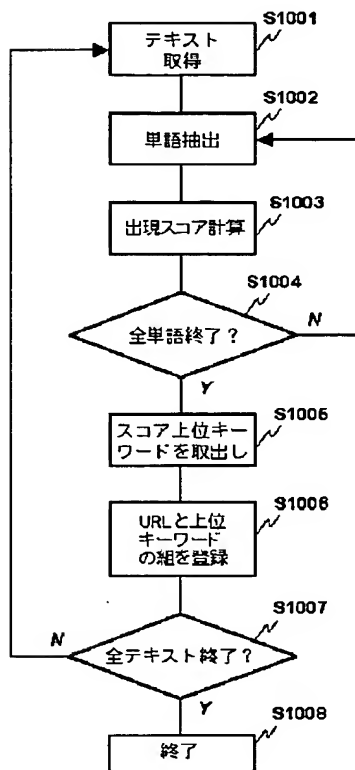 S1001
テキスト
取得
S1002
単語抽出
S1003
出現スコア計算
S1004
全単語終了?
N
Y
S1005
スコア上位キー
ワードを取出し
S1006
URLと上位
キーワード
の組を登録
S1007
N
全テキスト終了?
Y
S1008
終了